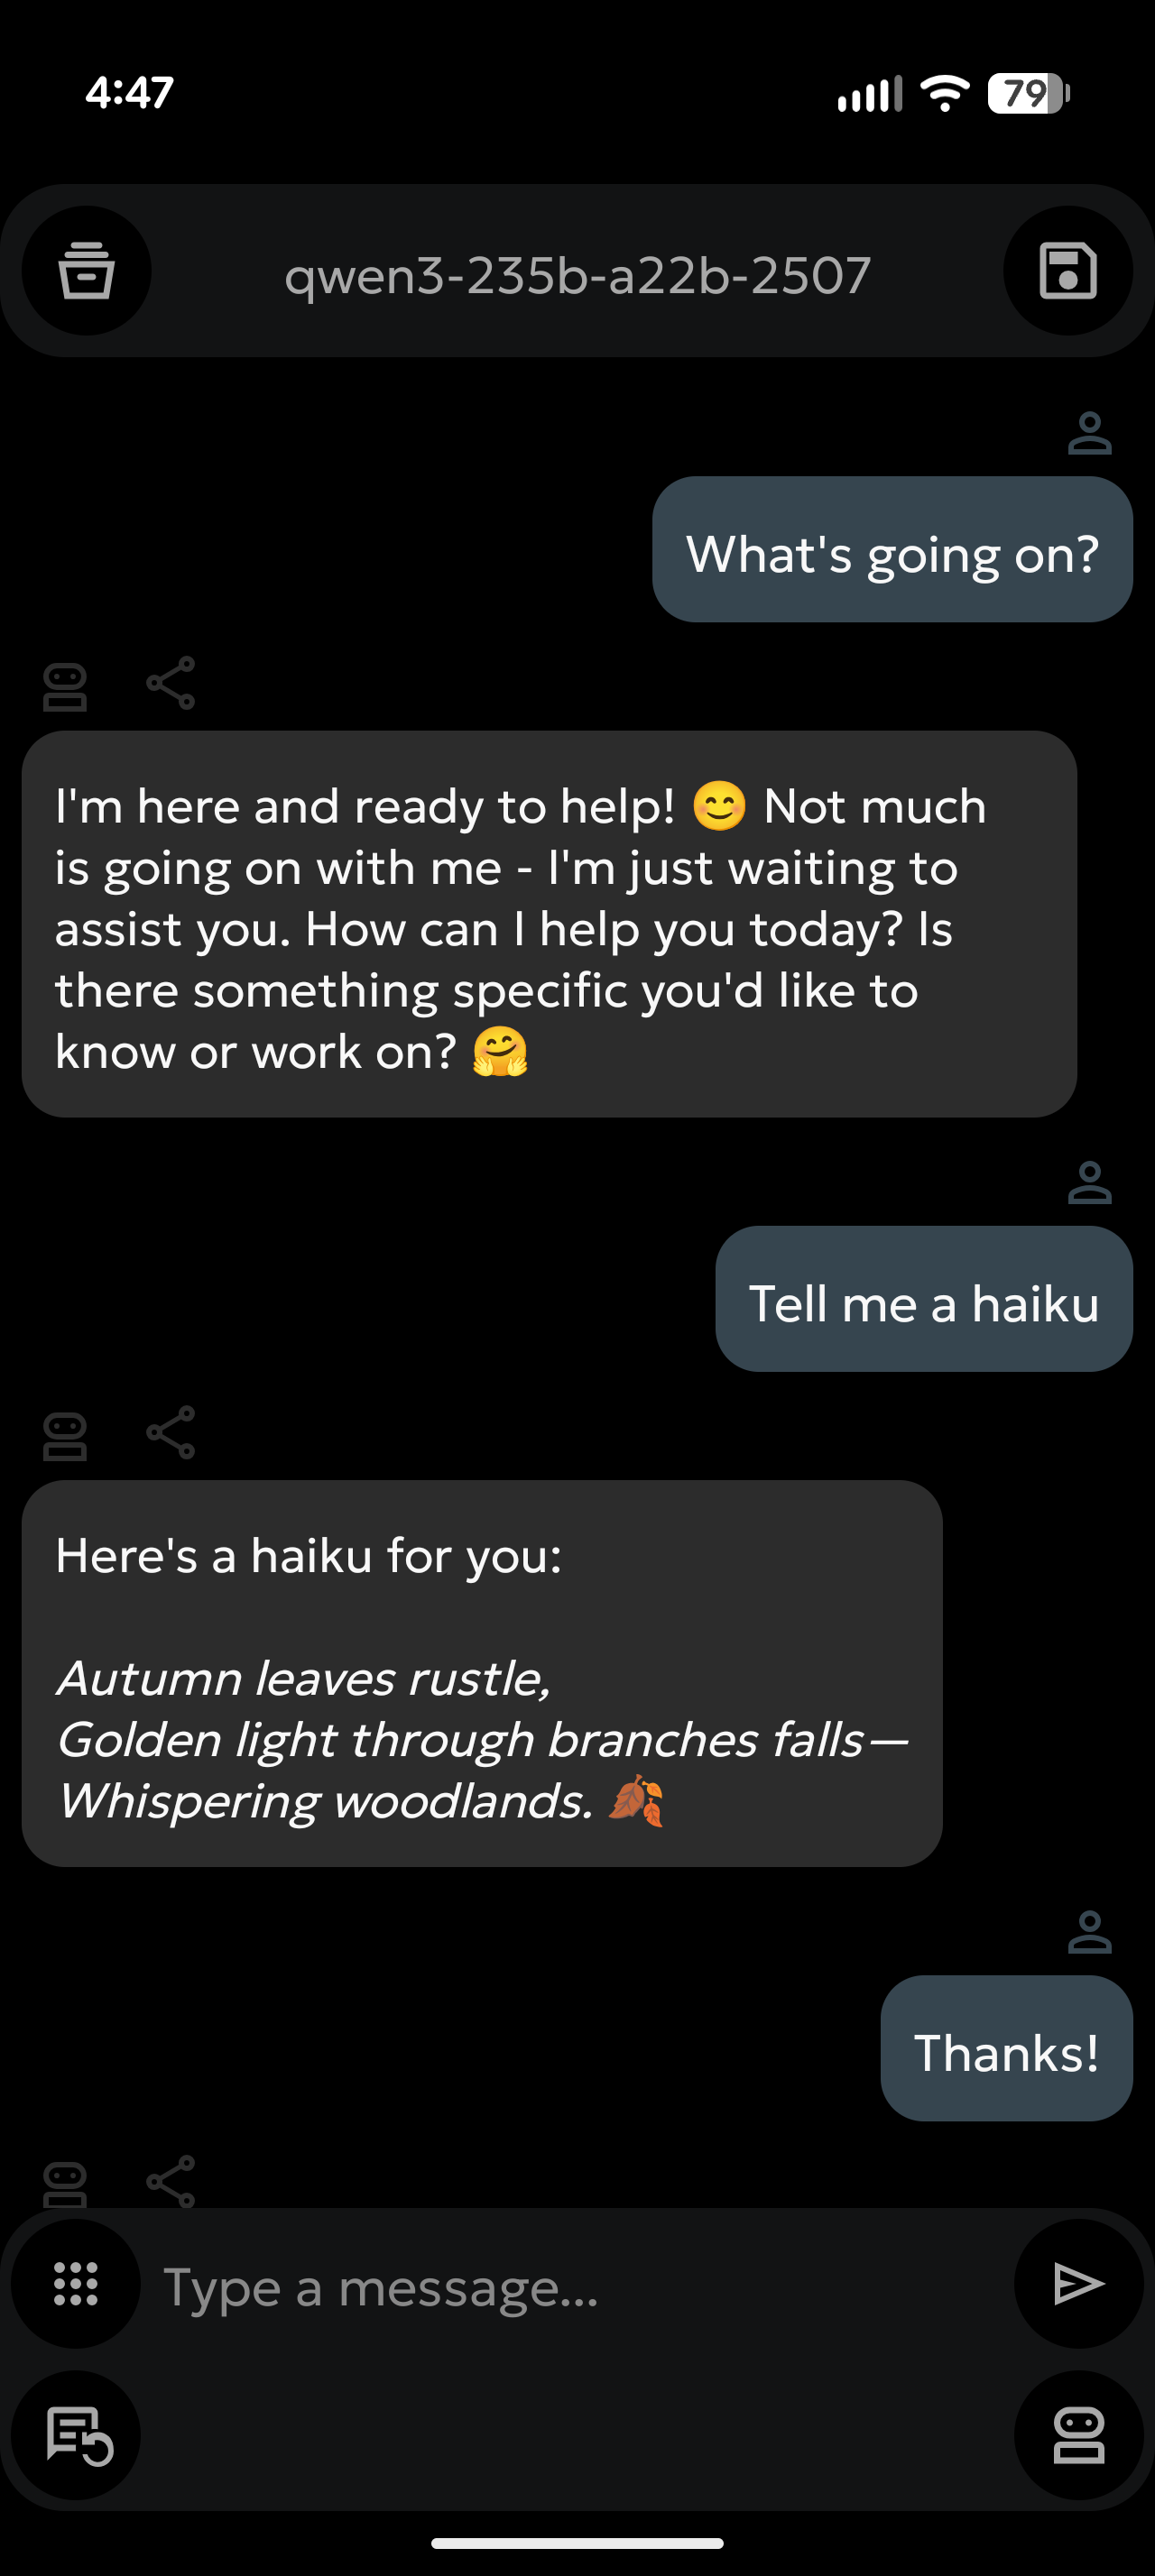 4:47
79
qwen3-235b-a22b-2507
What's going on?
I'm here and ready to help! 😊 Not much
is going on with me - I'm just waiting to
assist you. How can I help you today? Is
there something specific you'd like to
know or work on? 🤗
Tell me a haiku
Here's a haiku for you:
Autumn leaves rustle,
Golden light through branches falls—
Whispering woodlands. 🍂
Thanks!
Type a message...